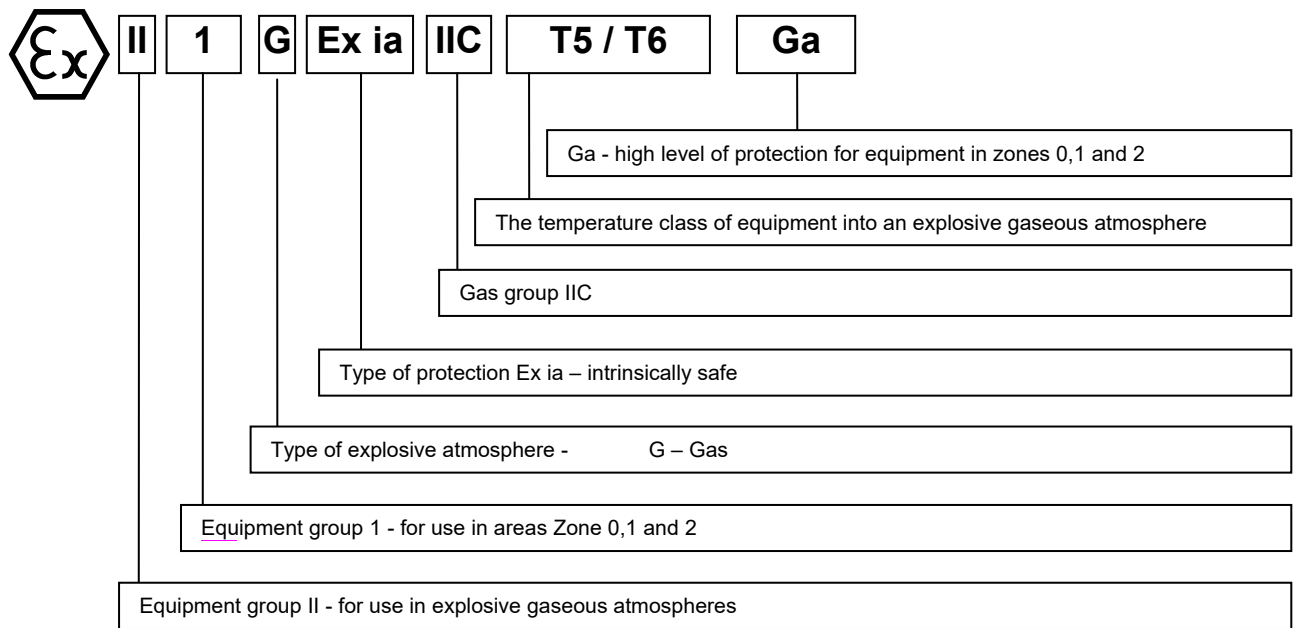 Ex II 1 G Ex ia IIC T5 / T6 Ga
Ga - high level of protection for equipment in zones 0,1 and 2
The temperature class of equipment into an explosive gaseous atmosphere
Gas group IIC
Type of protection Ex ia – intrinsically safe
Type of explosive atmosphere - G – Gas
Equipment group 1 - for use in areas Zone 0,1 and 2
Equipment group II - for use in explosive gaseous atmospheres